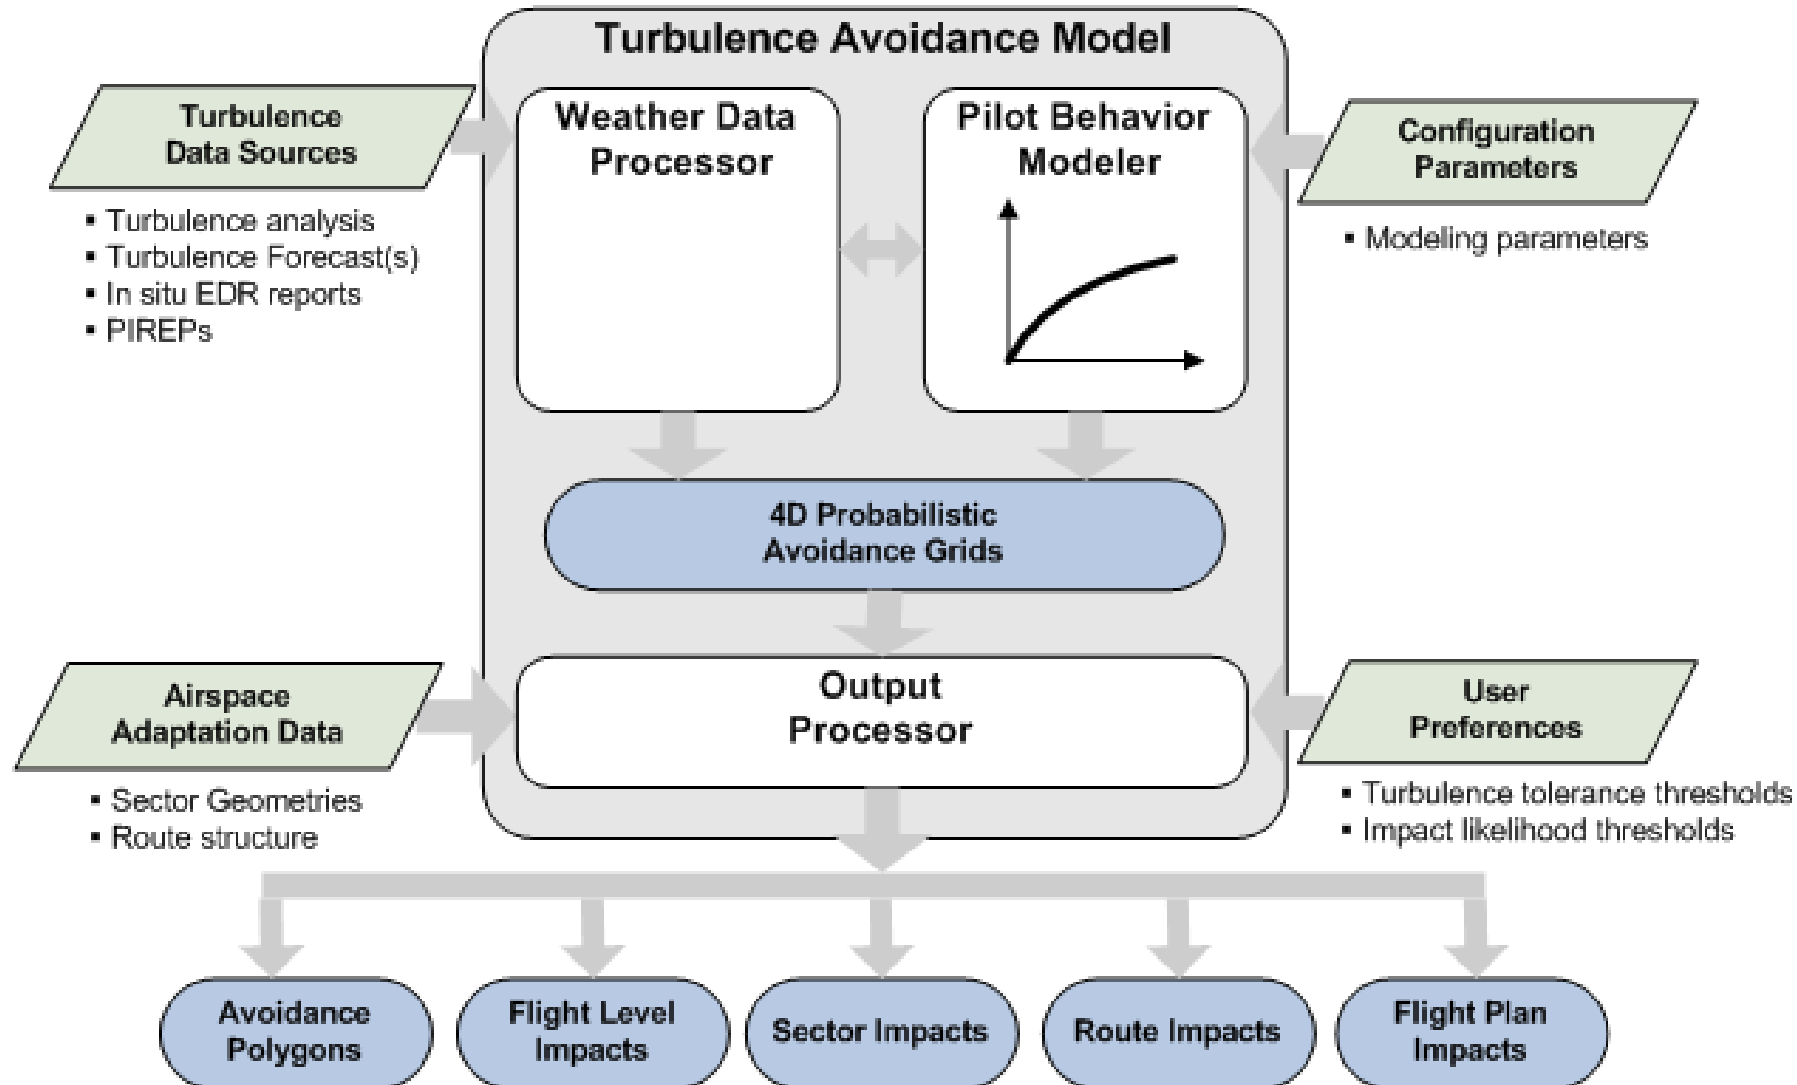 Turbulence Avoidance Model
Turbulence
Data Sources
▪ Turbulence analysis
▪ Turbulence Forecast(s)
▪ In situ EDR reports
▪ PIREPs
Weather Data
Processor
Pilot Behavior
Modeler
Configuration
Parameters
▪ Modeling parameters
4D Probabilistic
Avoidance Grids
Airspace
Adaptation Data
▪ Sector Geometries
▪ Route structure
Output
Processor
User
Preferences
▪ Turbulence tolerance thresholds
▪ Impact likelihood thresholds
Avoidance
Polygons
Flight Level
Impacts
Sector Impacts
Route Impacts
Flight Plan
Impacts